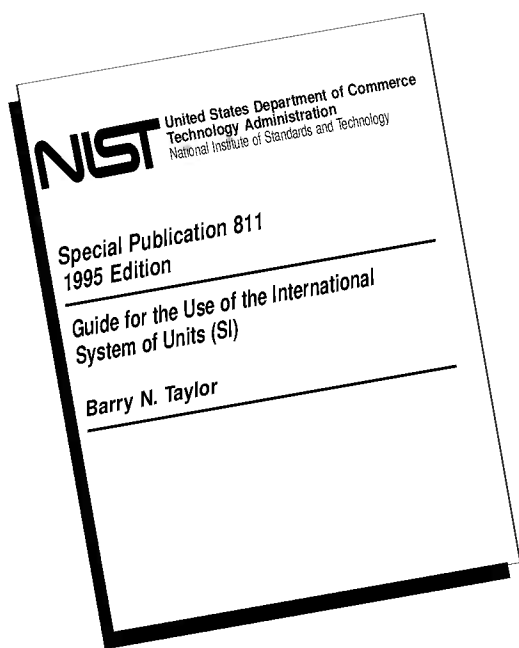 NIST
United States Department of Commerce
Technology Administration
National Institute of Standards and Technology
Special Publication 811
1995 Edition
Guide for the Use of the International
System of Units (SI)
Barry N. Taylor